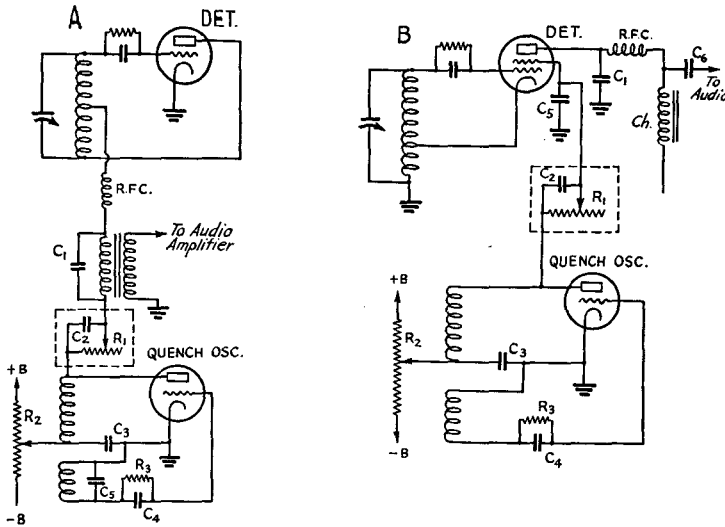 A
DET.
R.F.C.
C1
To Audio
Amplifier
C2
R1
QUENCH OSC.
+B
R2
C3
R3
C5
C4
-B
B
DET.
R.F.C.
C6
To
Audio
C1
C5
Ch.
C2
R1
QUENCH OSC.
+B
R2
C3
R3
C4
-B